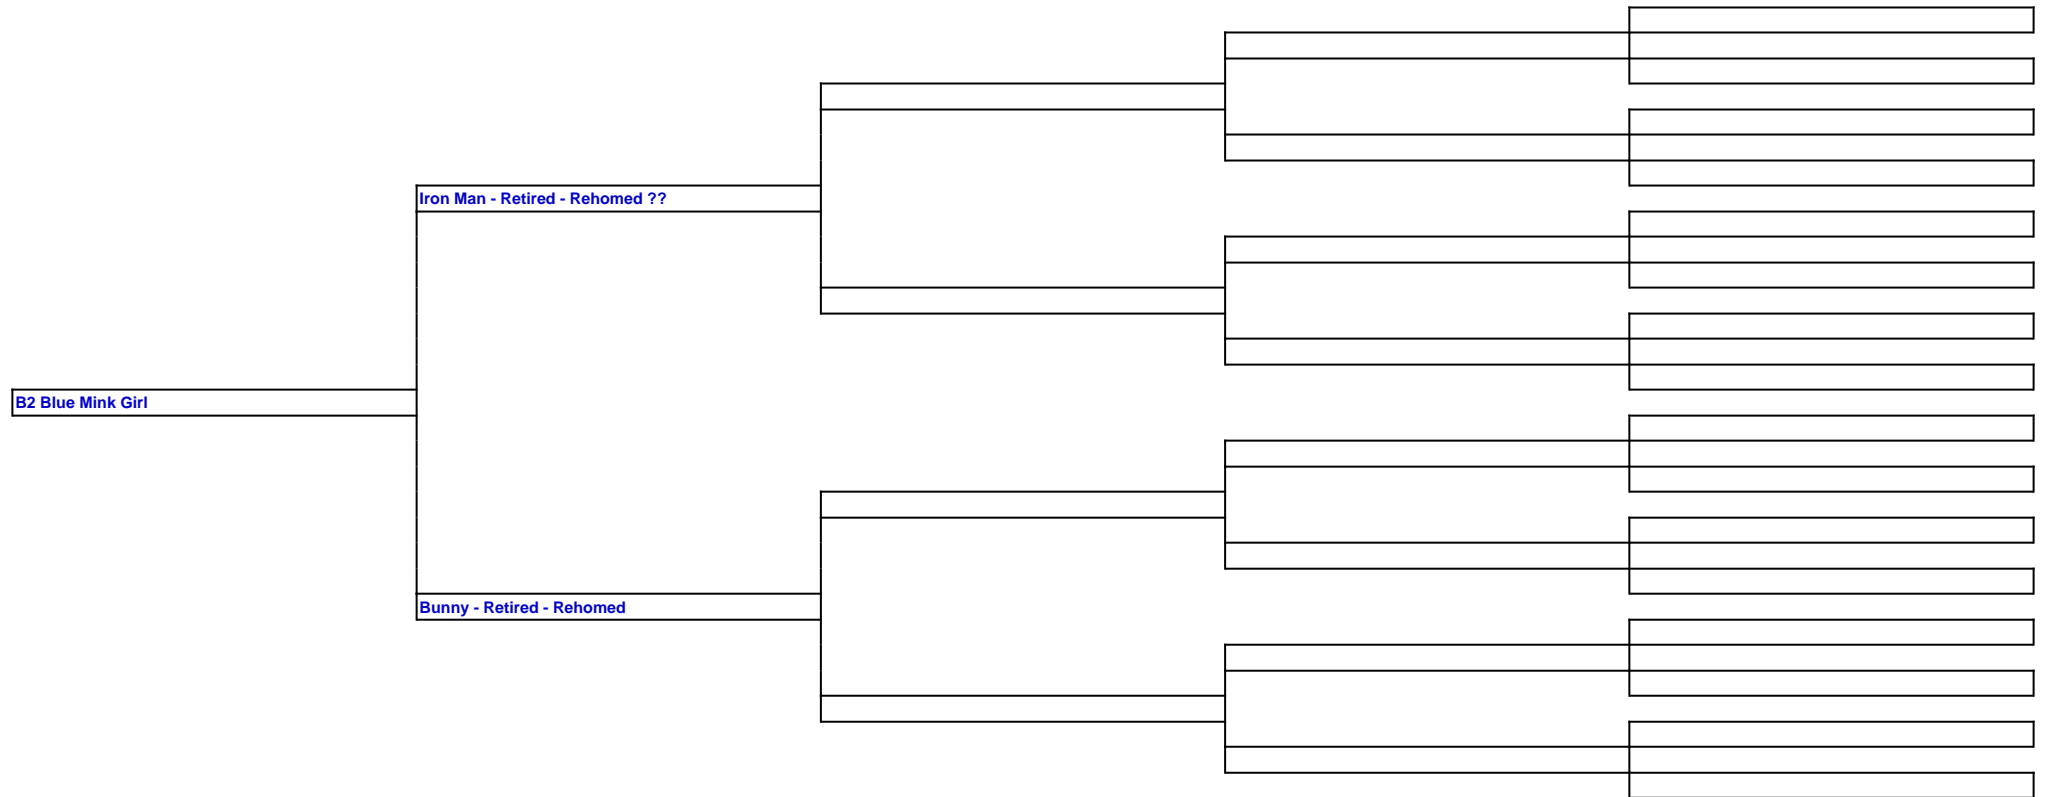 Iron Man - Retired - Rehomed ??
B2 Blue Mink Girl
Bunny - Retired - Rehomed